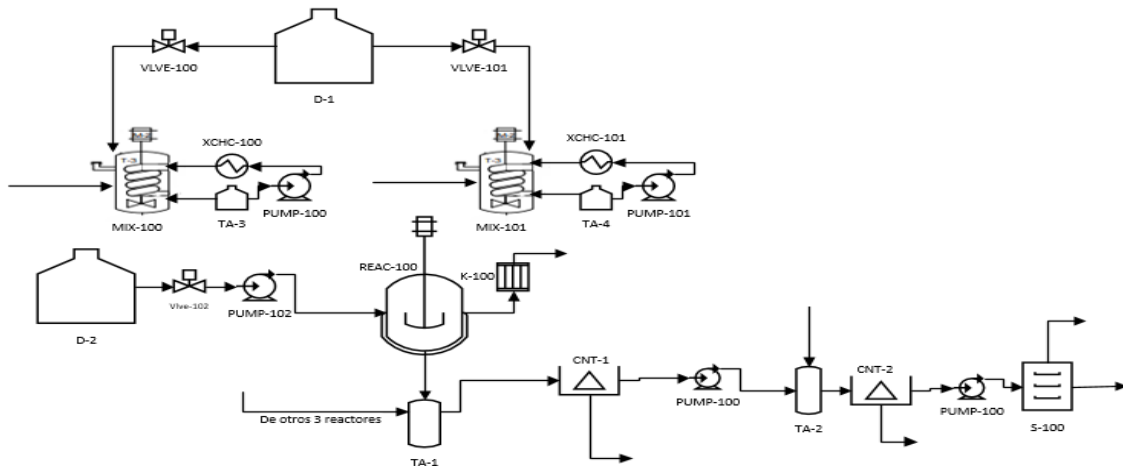 VLVE-100
VLVE-101
D-1
XCHC-100
XCHC-101
T-3
T-3
PUMP-100
PUMP-101
MIX-100
TA-3
MIX-101
TA-4
REAC-100
K-100
Vlve-102
PUMP-102
D-2
CNT-1
CNT-2
PUMP-100
PUMP-100
De otros 3 reactores
TA-2
S-100
TA-1